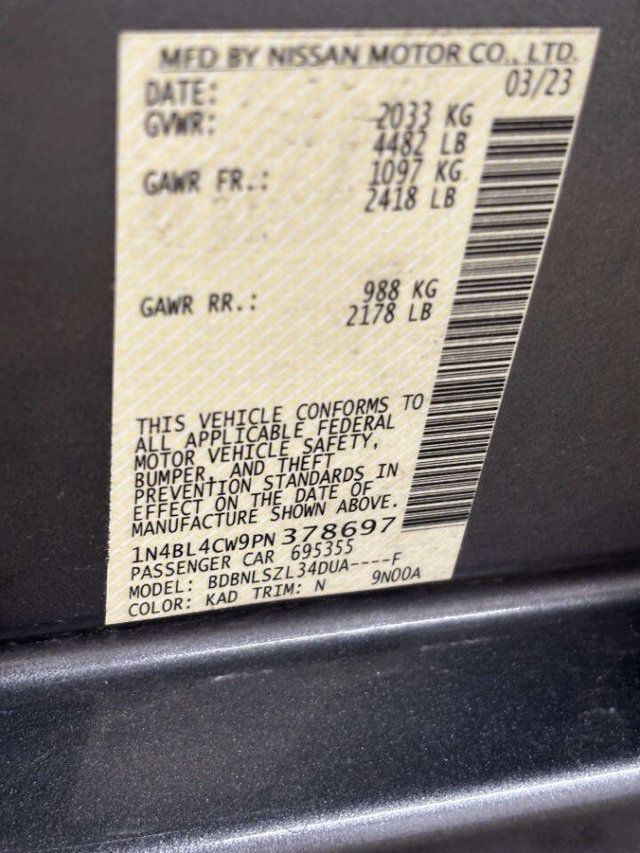 MFD BY NISSAN MOTOR CO., LTD.
DATE: 03/23
GVWR: 2033 KG
4482 LB
GAWR FR.: 1097 KG
2418 LB
GAWR RR.: 988 KG
2178 LB
THIS VEHICLE CONFORMS TO
ALL APPLICABLE FEDERAL
MOTOR VEHICLE SAFETY,
BUMPER, AND THEFT
PREVENTION STANDARDS IN
EFFECT ON THE DATE OF
MANUFACTURE SHOWN ABOVE.
1N4BL4CW9PN378697
PASSENGER CAR 695355
MODEL: BDBNLSZL34DUA----F
COLOR: KAD TRIM: N 9N00A